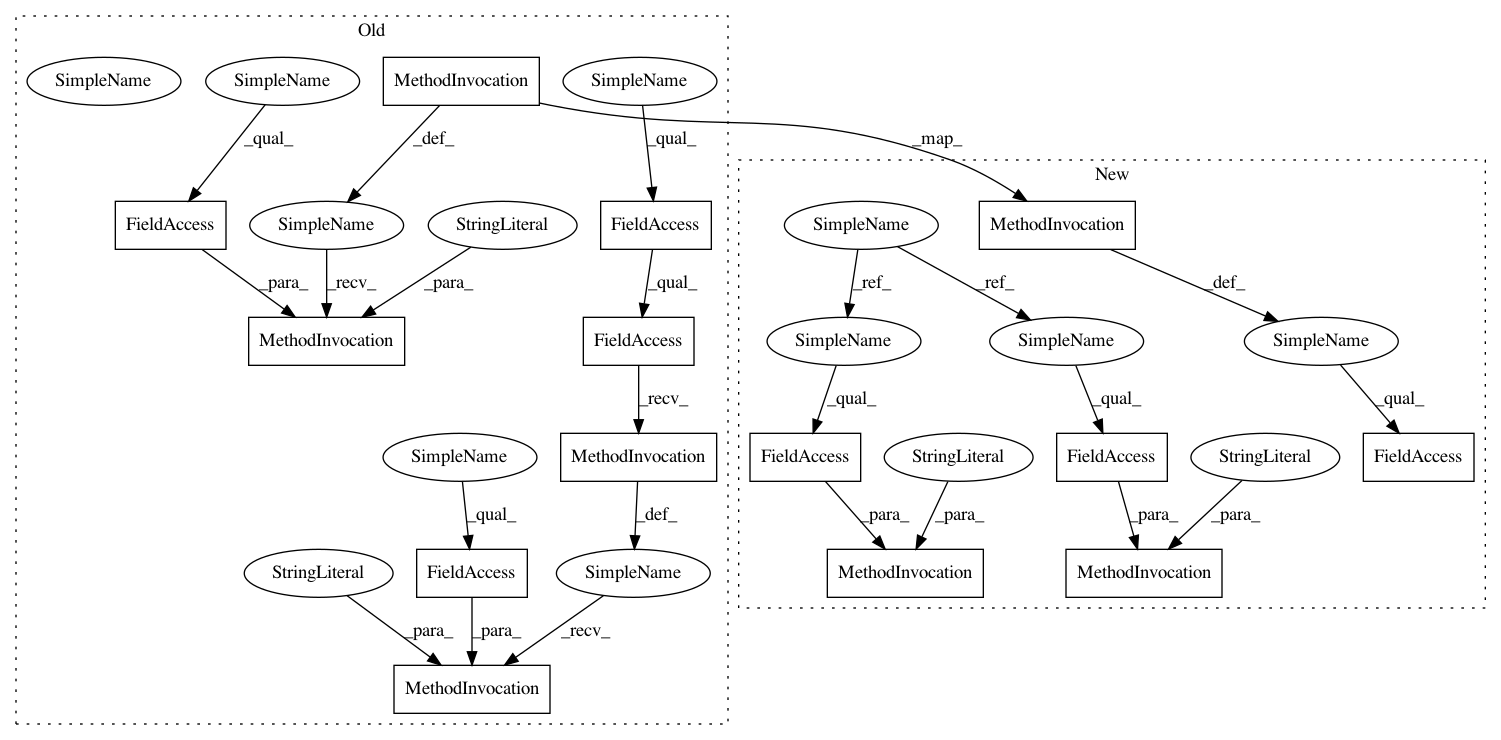 Old
SimpleName
SimpleName
MethodInvocation
SimpleName
_qual_
_def_
_qual_
_map_
New
FieldAccess
SimpleName
StringLiteral
FieldAccess
SimpleName
MethodInvocation
_para_
_recv_
_para_
_qual_
_ref_
_ref_
_def_
MethodInvocation
FieldAccess
SimpleName
SimpleName
SimpleName
_recv_
_qual_
_qual_
_qual_
SimpleName
MethodInvocation
FieldAccess
StringLiteral
FieldAccess
StringLiteral
FieldAccess
_qual_
_def_
_para_
_para_
_para_
_para_
StringLiteral
FieldAccess
SimpleName
MethodInvocation
MethodInvocation
_para_
_para_
_recv_
MethodInvocation